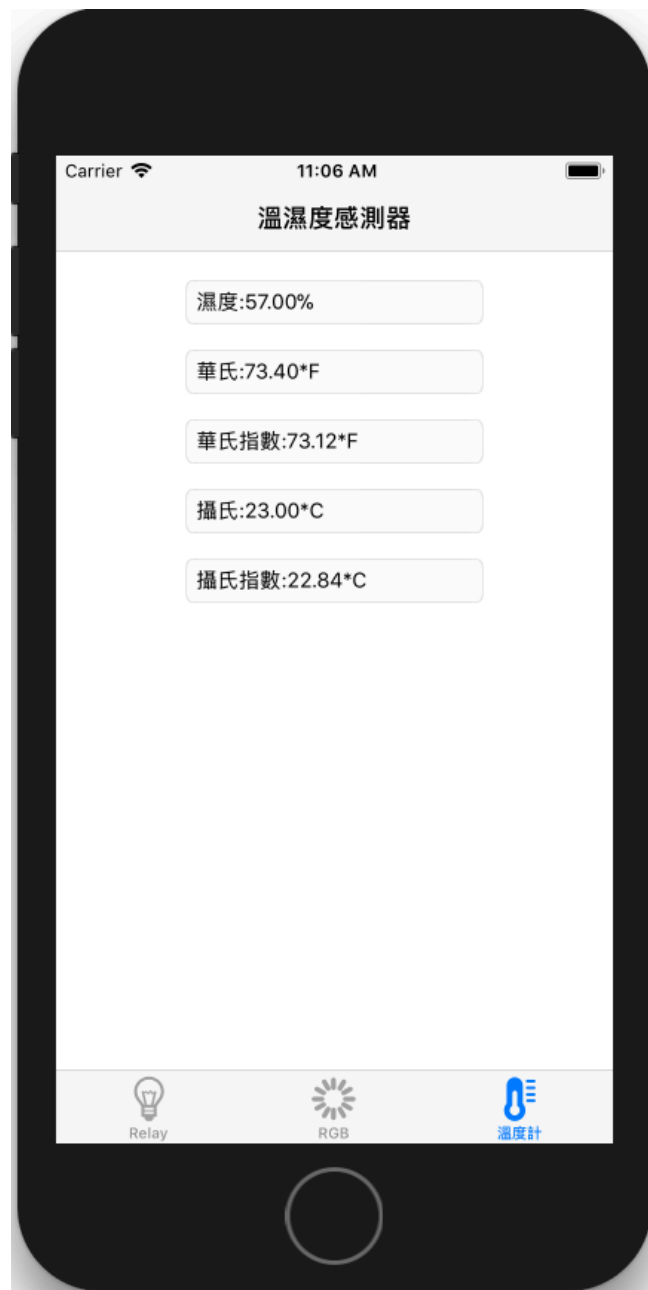 Carrier 11:06 AM
溫濕度感測器
濕度:57.00%
華氏:73.40*F
華氏指數:73.12*F
攝氏:23.00*C
攝氏指數:22.84*C
Relay RGB 溫度計